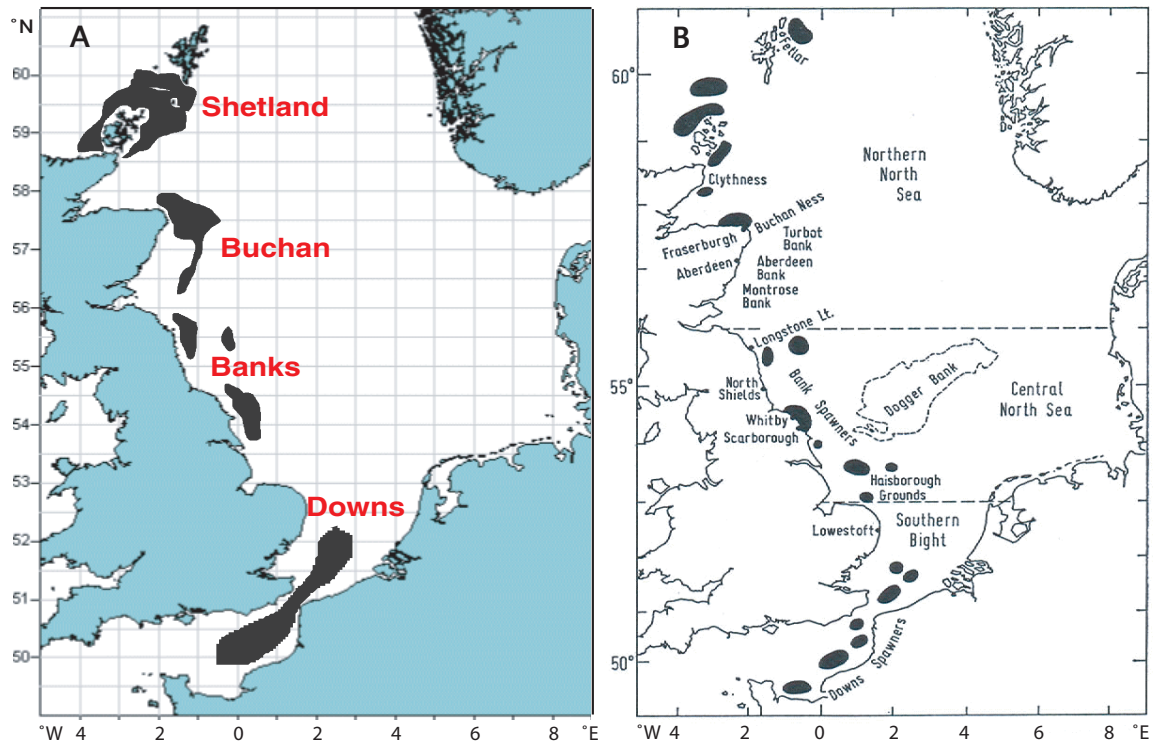 °N
A
60
59
58
57
56
55
54
53
52
51
50
Shetland
Buchan
Banks
Downs
°W
4
2
0
2
4
6
8
°E
B
60°
55°
50°
Fetlar
Northern
North
Sea
Clythness
Buchan Ness
Fraserburgh
Aberdeen
Turbot
Bank
Aberdeen
Bank
Montrose
Bank
Longstone Lt.
North
Shields
Bank Spawners
Dogger Bank
Central
North Sea
Whitby
Scarborough
Haisborough
Grounds
Lowestoft
Southern
Bight
Downs Spawners
°W
4
2
0
2
4
6
8
°E